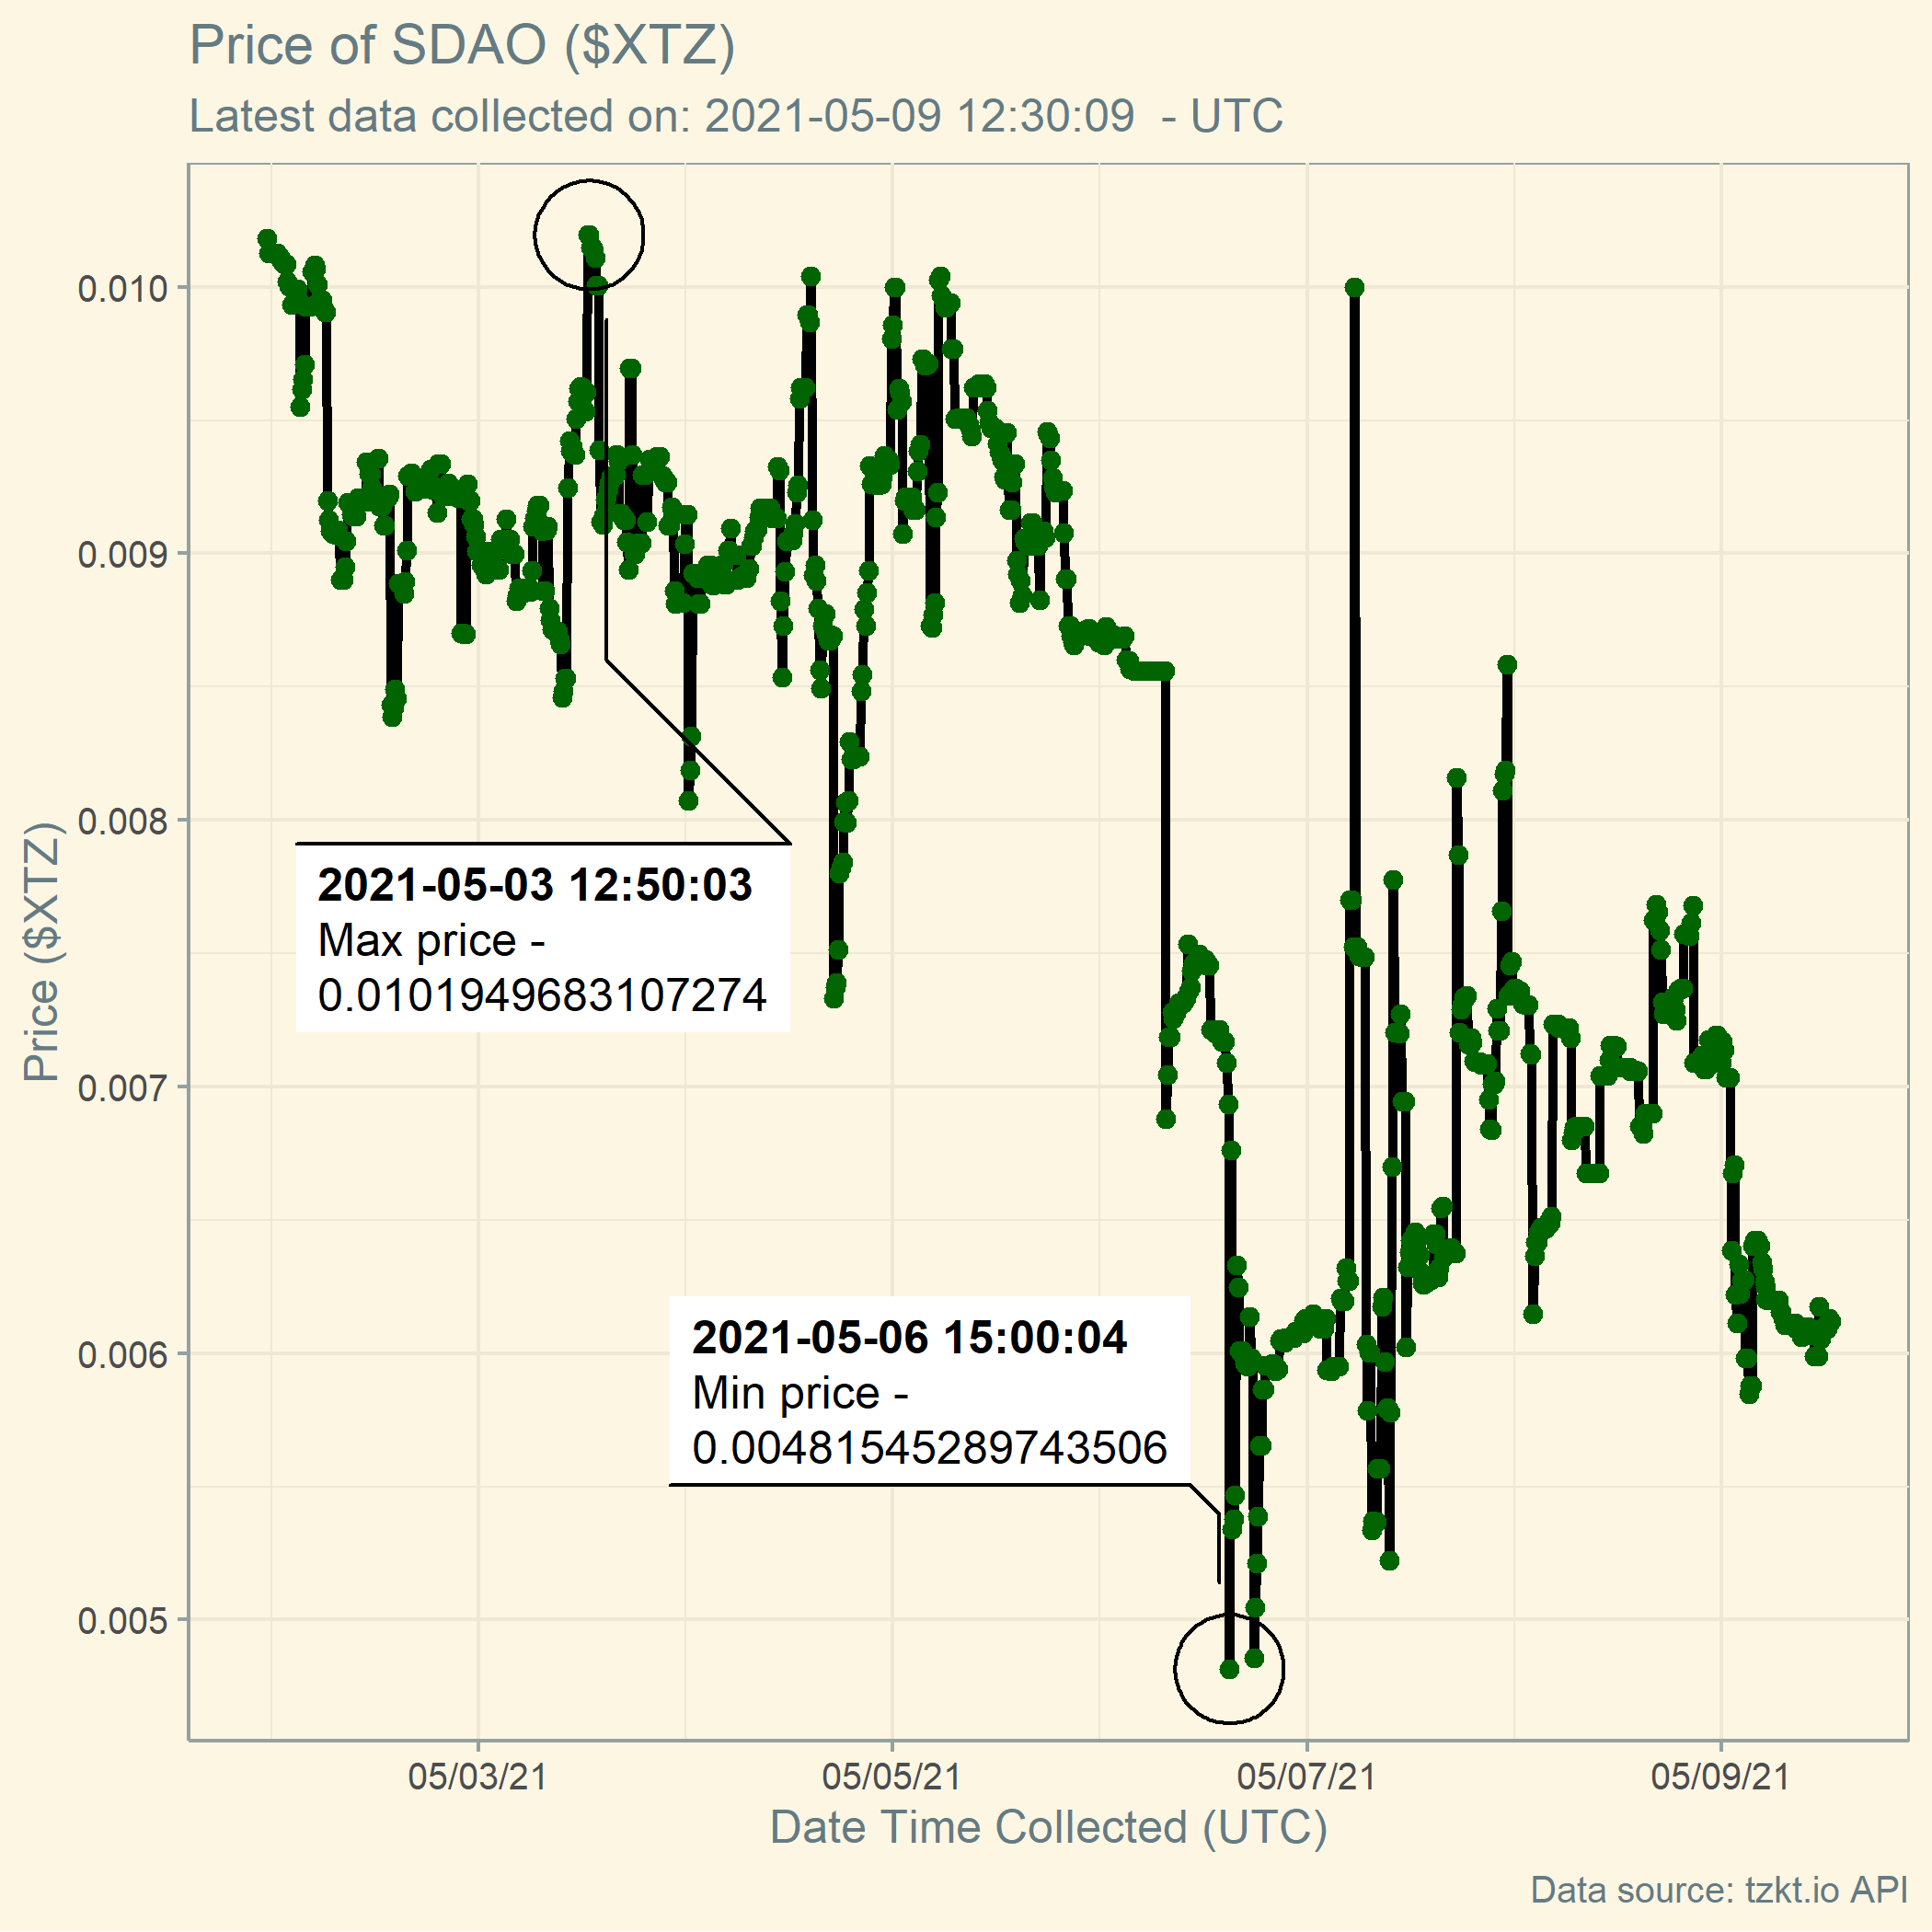 Price of SDAO ($XTZ)
Latest data collected on: 2021-05-09 12:30:09  - UTC
0.010
0.009
0.008
0.007
0.006
0.005
Price ($XTZ)
2021-05-03 12:50:03
Max price -
0.0101949683107274
2021-05-06 15:00:04
Min price -
0.00481545289743506
05/03/21
05/05/21
05/07/21
05/09/21
Date Time Collected (UTC)
Data source: tzkt.io API